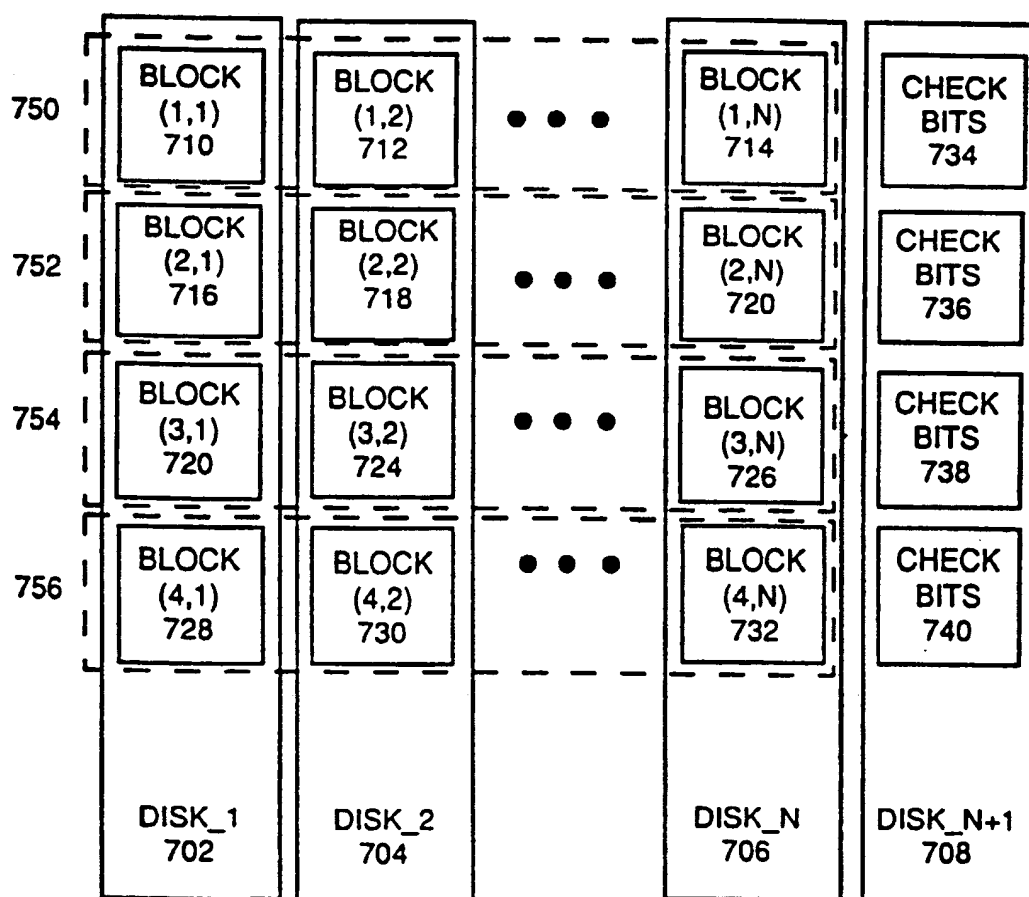 750
BLOCK
(1,1)
710
BLOCK
(1,2)
712
BLOCK
(1,N)
714
CHECK
BITS
734
752
BLOCK
(2,1)
716
BLOCK
(2,2)
718
BLOCK
(2,N)
720
CHECK
BITS
736
754
BLOCK
(3,1)
720
BLOCK
(3,2)
724
BLOCK
(3,N)
726
CHECK
BITS
738
756
BLOCK
(4,1)
728
BLOCK
(4,2)
730
BLOCK
(4,N)
732
CHECK
BITS
740
DISK_1
702
DISK_2
704
DISK_N
706
DISK_N+1
708